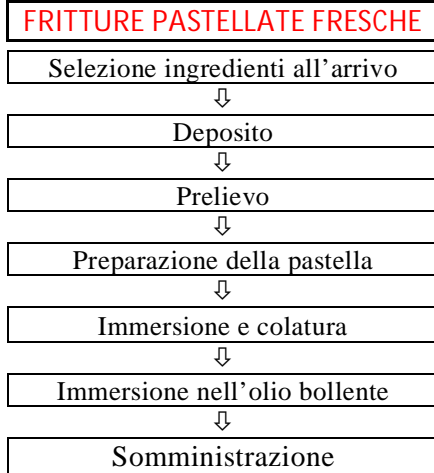 FRITTURE PASTELLATE FRESCHE
Selezione ingredienti all’arrivo
⇩
Deposito
⇩
Prelievo
⇩
Preparazione della pastella
⇩
Immersione e colatura
⇩
Immersione nell’olio bollente
⇩
Somministrazione